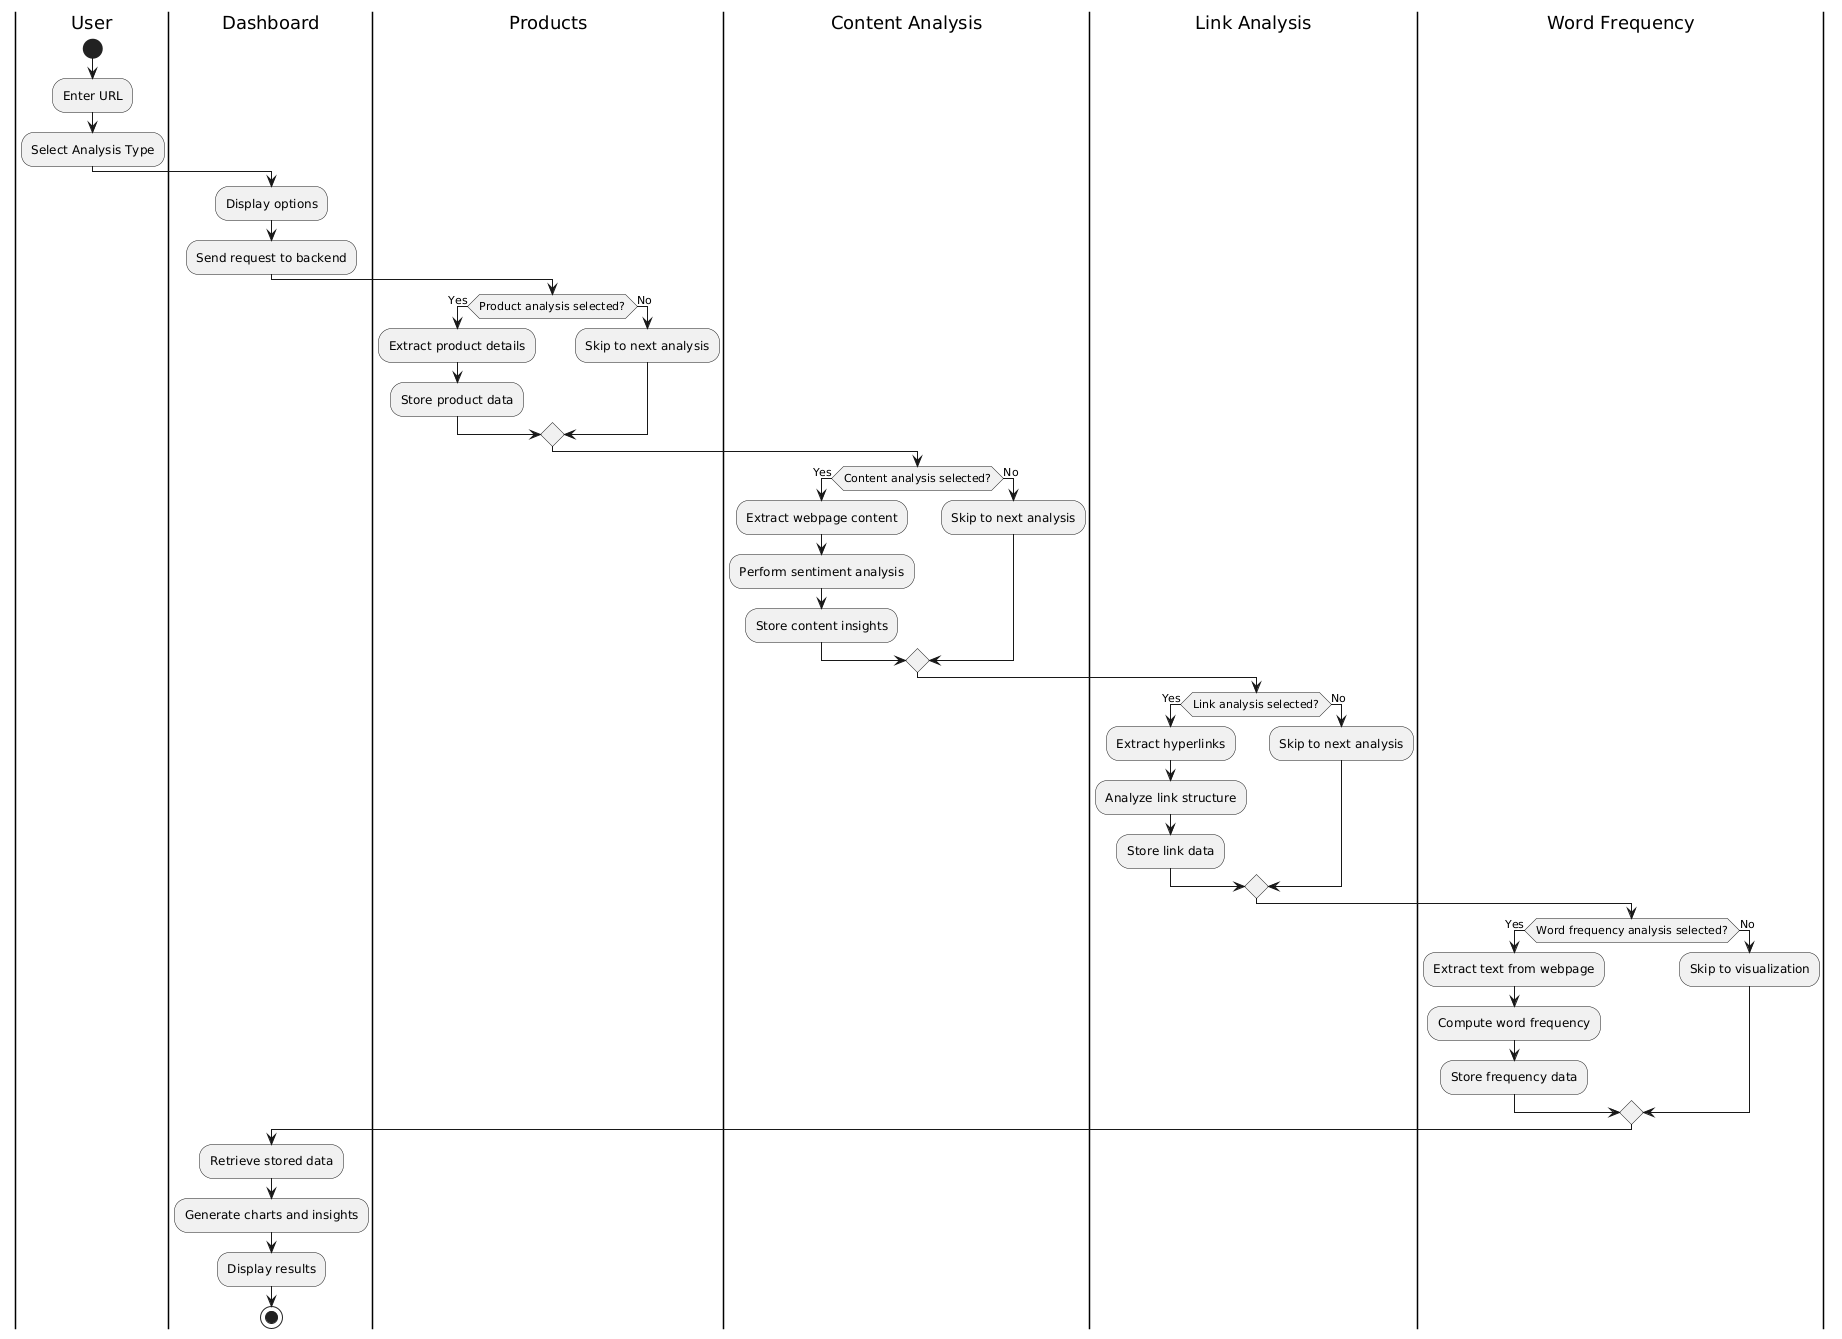 User
Dashboard
Products
Content Analysis
Link Analysis
Word Frequency
Enter URL
Select Analysis Type
Display options
Send request to backend
Product analysis selected?
Yes
No
Extract product details
Skip to next analysis
Store product data
Content analysis selected?
Yes
No
Extract webpage content
Skip to next analysis
Perform sentiment analysis
Store content insights
Link analysis selected?
Yes
No
Extract hyperlinks
Skip to next analysis
Analyze link structure
Store link data
Word frequency analysis selected?
Yes
No
Extract text from webpage
Skip to visualization
Compute word frequency
Store frequency data
Retrieve stored data
Generate charts and insights
Display results